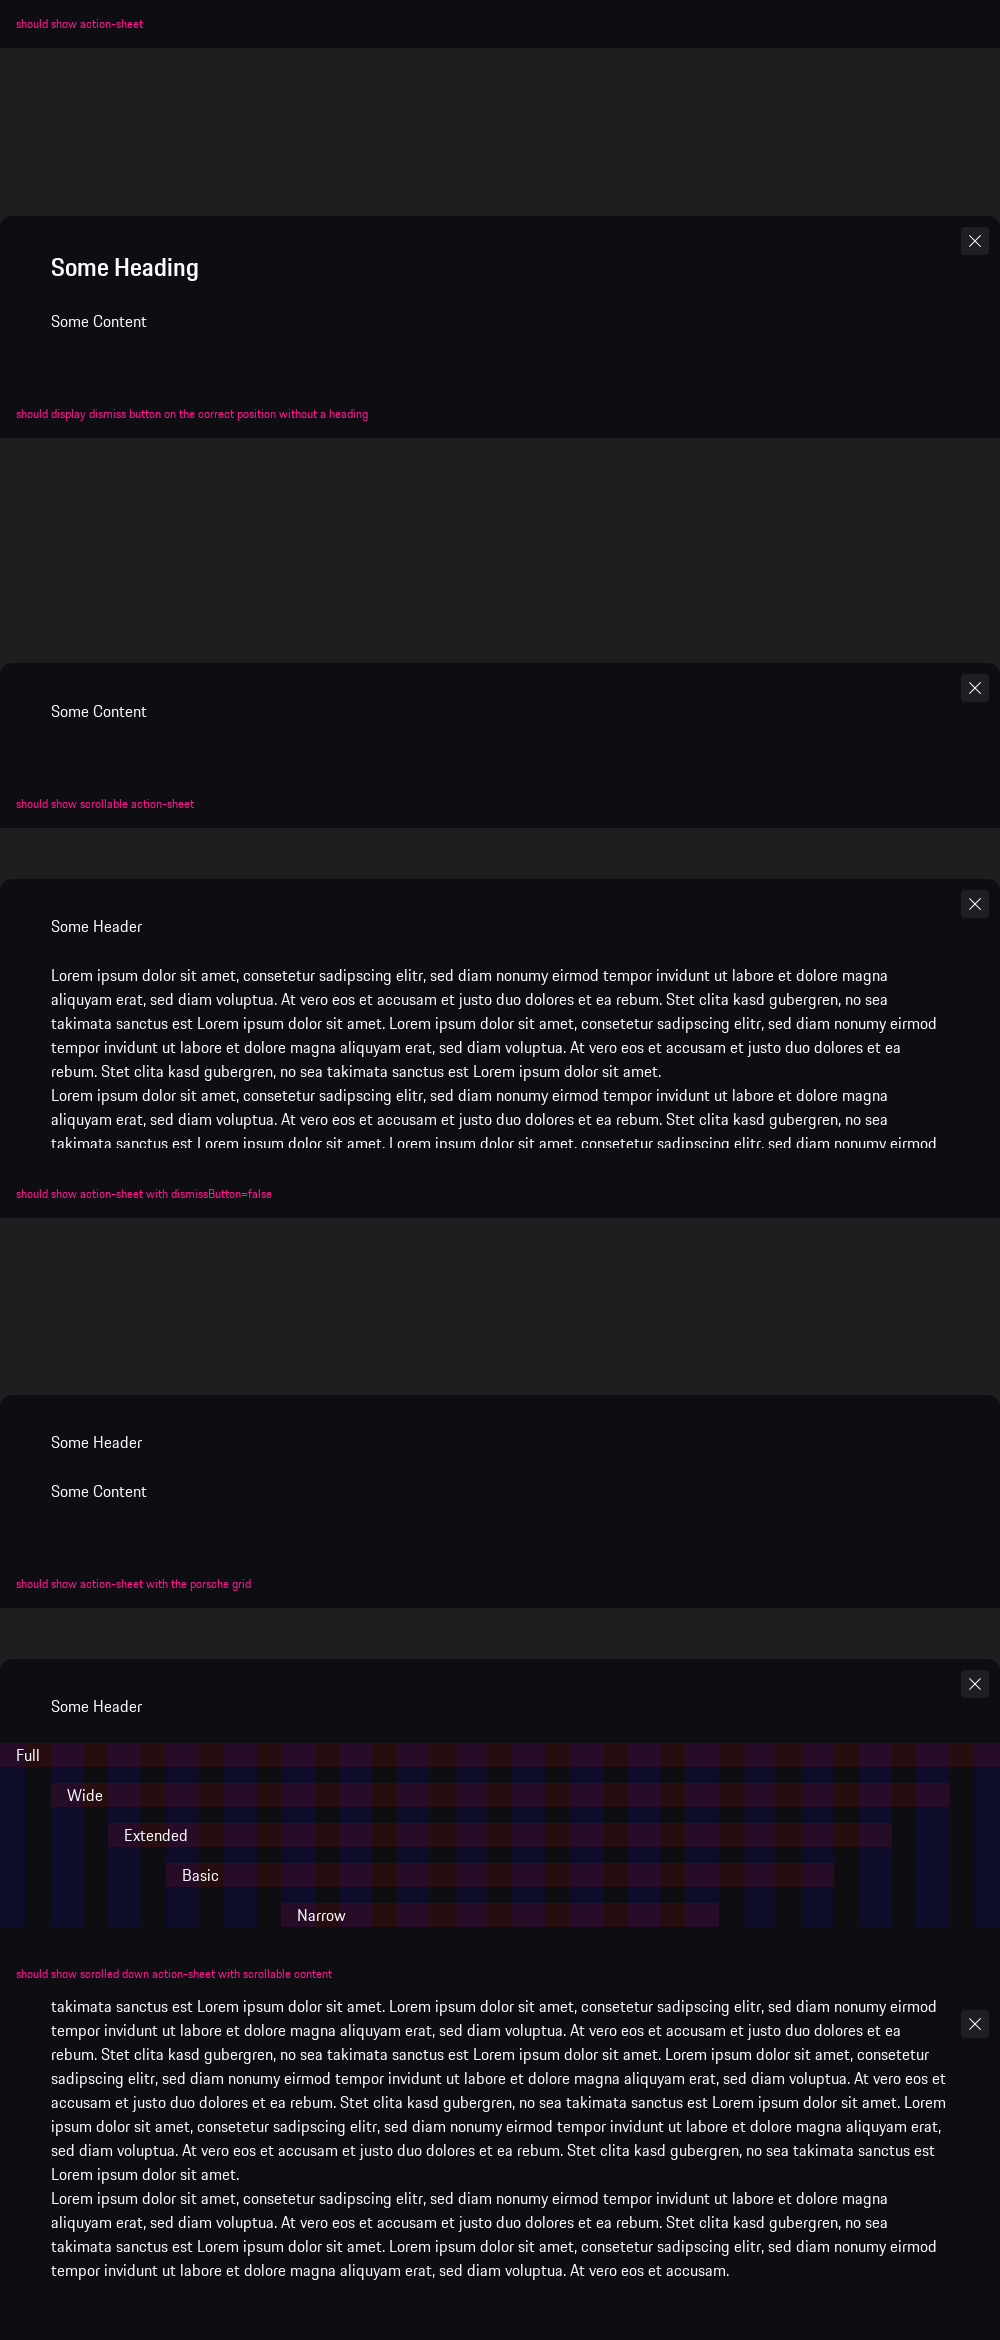 should show action-sheet
Some Heading
Some Content
should display dismiss button on the correct position without a heading
Some Content
should show scrollable action-sheet
Some Header
Lorem ipsum dolor sit amet, consetetur sadipscing elitr, sed diam nonumy eirmod tempor invidunt ut labore et dolore magna
aliquyam erat, sed diam voluptua. At vero eos et accusam et justo duo dolores et ea rebum. Stet clita kasd gubergren, no sea
takimata sanctus est Lorem ipsum dolor sit amet. Lorem ipsum dolor sit amet, consetetur sadipscing elitr, sed diam nonumy eirmod
tempor invidunt ut labore et dolore magna aliquyam erat, sed diam voluptua. At vero eos et accusam et justo duo dolores et ea
rebum. Stet clita kasd gubergren, no sea takimata sanctus est Lorem ipsum dolor sit amet.
Lorem ipsum dolor sit amet, consetetur sadipscing elitr, sed diam nonumy eirmod tempor invidunt ut labore et dolore magna
aliquyam erat, sed diam voluptua. At vero eos et accusam et justo duo dolores et ea rebum. Stet clita kasd gubergren, no sea
takimata sanctus est Lorem ipsum dolor sit amet. Lorem ipsum dolor sit amet, consetetur sadipscing elitr, sed diam nonumy eirmod
should show action-sheet with dismissButton=false
Some Header
Some Content
should show action-sheet with the porsche grid
Some Header
Full
Wide
Extended
Basic
Narrow
should show scrolled down action-sheet with scrollable content
takimata sanctus est Lorem ipsum dolor sit amet. Lorem ipsum dolor sit amet, consetetur sadipscing elitr, sed diam nonumy eirmod
tempor invidunt ut labore et dolore magna aliquyam erat, sed diam voluptua. At vero eos et accusam et justo duo dolores et ea
rebum. Stet clita kasd gubergren, no sea takimata sanctus est Lorem ipsum dolor sit amet. Lorem ipsum dolor sit amet, consetetur
sadipscing elitr, sed diam nonumy eirmod tempor invidunt ut labore et dolore magna aliquyam erat, sed diam voluptua. At vero eos et
accusam et justo duo dolores et ea rebum. Stet clita kasd gubergren, no sea takimata sanctus est Lorem ipsum dolor sit amet. Lorem
ipsum dolor sit amet, consetetur sadipscing elitr, sed diam nonumy eirmod tempor invidunt ut labore et dolore magna aliquyam erat,
sed diam voluptua. At vero eos et accusam et justo duo dolores et ea rebum. Stet clita kasd gubergren, no sea takimata sanctus est
Lorem ipsum dolor sit amet.
Lorem ipsum dolor sit amet, consetetur sadipscing elitr, sed diam nonumy eirmod tempor invidunt ut labore et dolore magna
aliquyam erat, sed diam voluptua. At vero eos et accusam et justo duo dolores et ea rebum. Stet clita kasd gubergren, no sea
takimata sanctus est Lorem ipsum dolor sit amet. Lorem ipsum dolor sit amet, consetetur sadipscing elitr, sed diam nonumy eirmod
tempor invidunt ut labore et dolore magna aliquyam erat, sed diam voluptua. At vero eos et accusam.